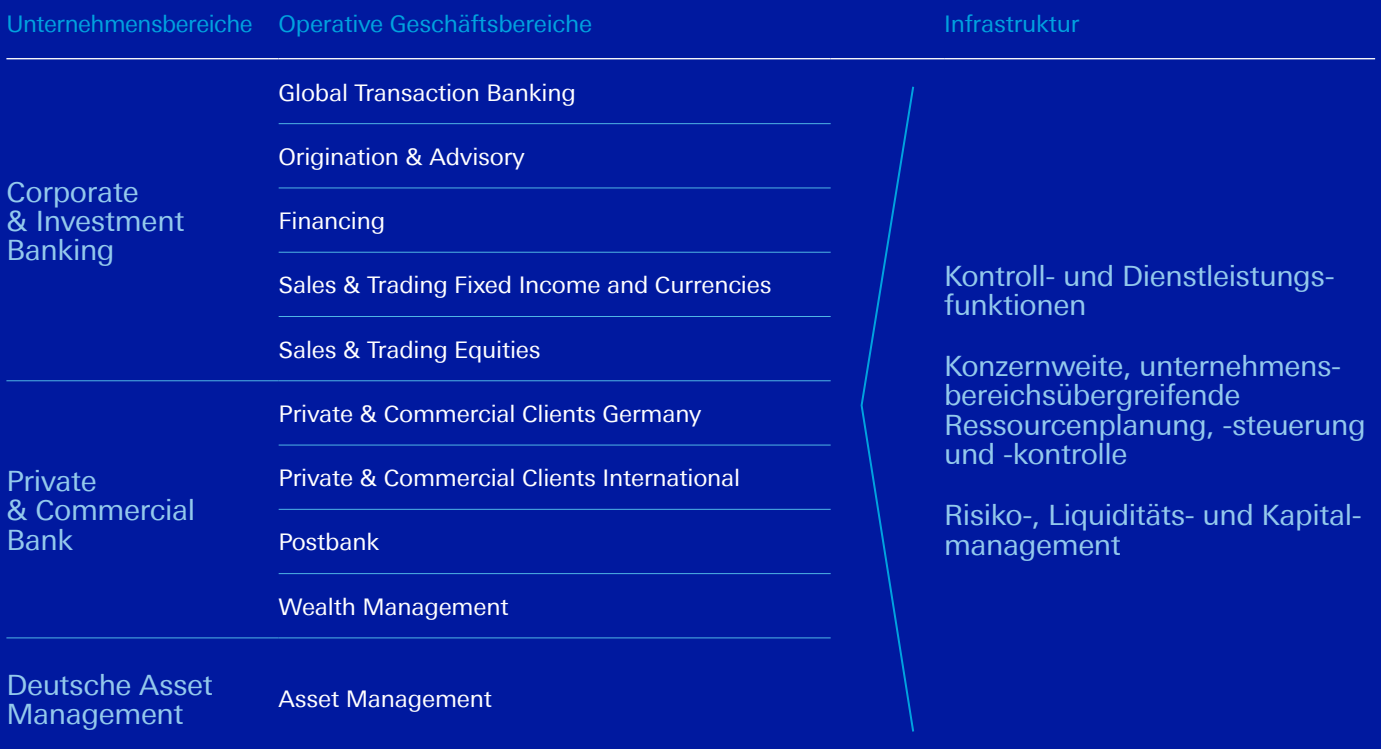 Unternehmensbereiche
Operative Geschäftsbereiche
Infrastruktur
Corporate
& Investment
Banking
Global Transaction Banking
Origination & Advisory
Financing
Sales & Trading Fixed Income and Currencies
Sales & Trading Equities
Private
& Commercial
Bank
Private & Commercial Clients Germany
Private & Commercial Clients International
Postbank
Wealth Management
Deutsche Asset
Management
Asset Management
Kontroll- und Dienstleistungs-
funktionen
Konzernweite, unternehmens-
bereichsübergreifende
Ressourcenplanung, -steuerung
und -kontrolle
Risiko-, Liquiditäts- und Kapital-
management